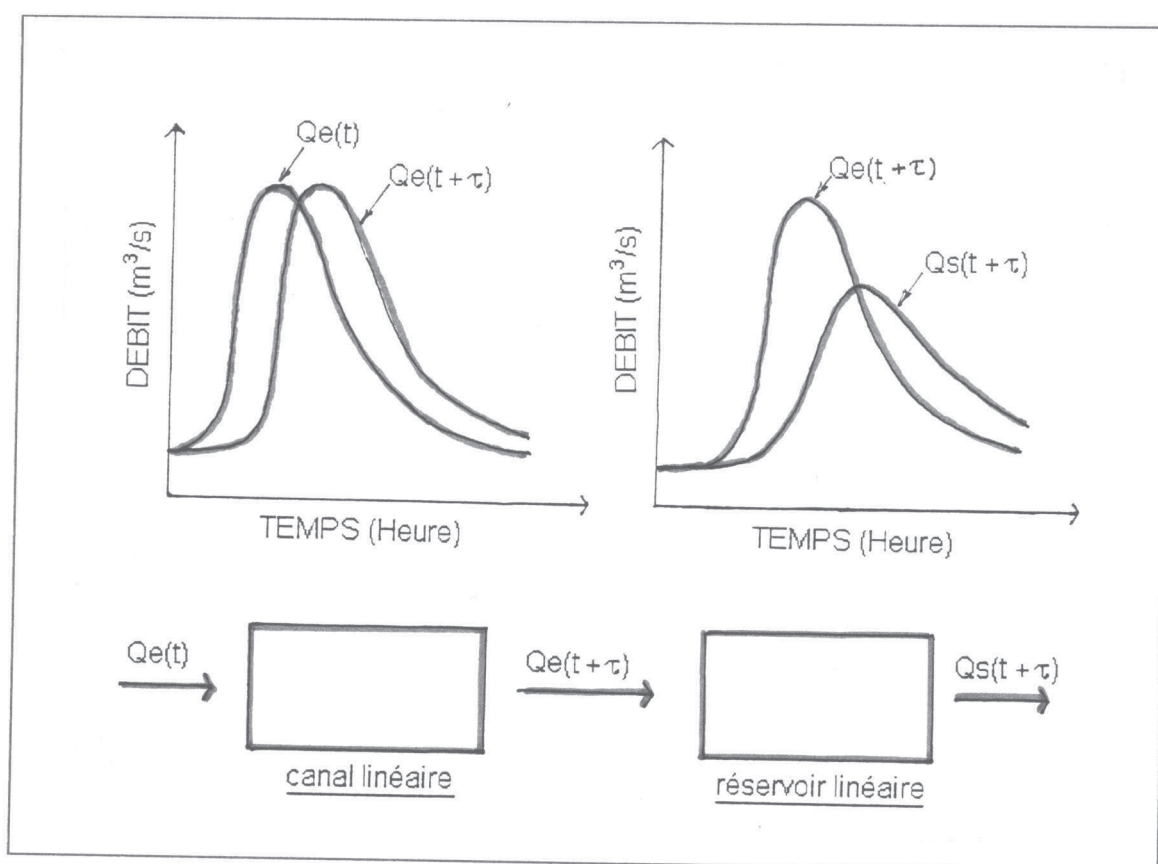 Qe(t)
Qe(t+τ)
DEBIT (m³/s)
TEMPS (Heure)
Qe(t+τ)
Qs(t+τ)
DEBIT (m³/s)
TEMPS (Heure)
Qe(t)
canal linéaire
Qe(t+τ)
réservoir linéaire
Qs(t+τ)